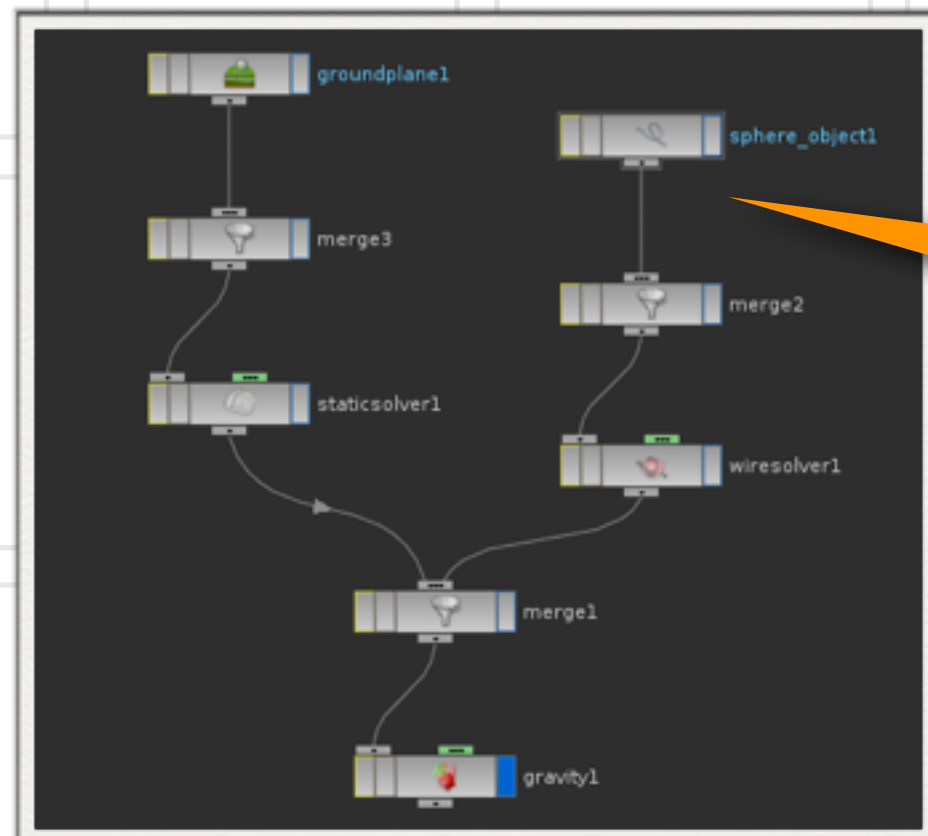 groundplane1
sphere_object1
merge3
merge2
staticsolver1
wiresolver1
merge1
gravity1